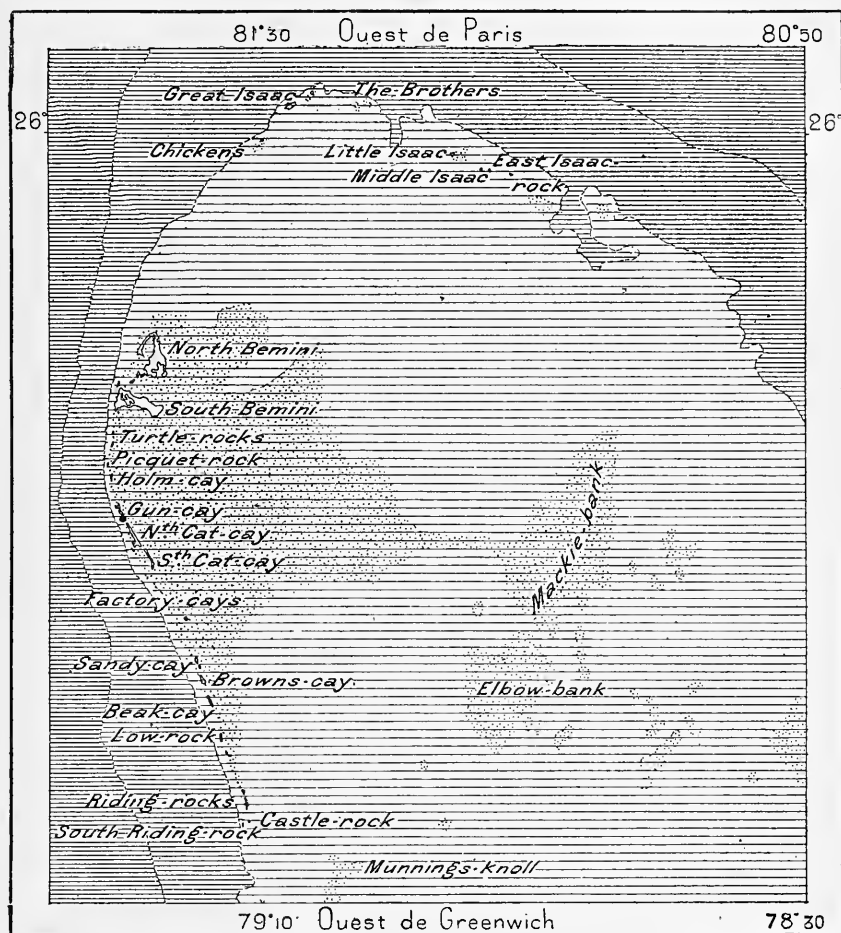 81°30 Ouest de Paris 80°50
Great Isaac The-Brothers
26° 26°
Chickens Little Isaac East Isaac-
Middle Isaac rock
North-Bemini
South-Bemini
Turtle-rocks
Picquet-rock
Holm-cay
Gun-cay
Nth Cat-cay
Sth Cat-cay
Mackie-bank
Factory-cays
Sandy-cay
Browns-cay
Elbow-bank
Beak-cay
Low-rock
Riding-rocks
Castle-rock
South-Riding-rock
Munnings-knoll
79°10' Ouest de Greenwich 78°30